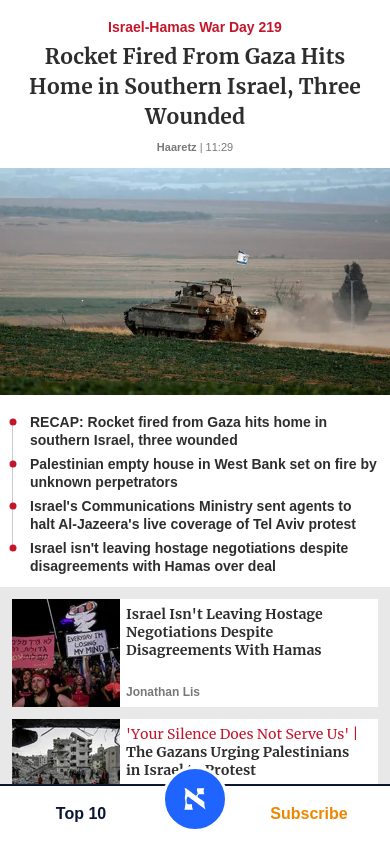 Israel-Hamas War Day 219
Rocket Fired From Gaza Hits
Home in Southern Israel, Three
Wounded
Haaretz | 11:29
RECAP: Rocket fired from Gaza hits home in
southern Israel, three wounded
Palestinian empty house in West Bank set on fire by
unknown perpetrators
Israel's Communications Ministry sent agents to
halt Al-Jazeera's live coverage of Tel Aviv protest
Israel isn't leaving hostage negotiations despite
disagreements with Hamas over deal
EVERYDAY I'M
LOSING
MY MIND
Israel Isn't Leaving Hostage
Negotiations Despite
Disagreements With Hamas
Jonathan Lis
'Your Silence Does Not Serve Us' |
The Gazans Urging Palestinians
in Israel to Protest
Top 10
Subscribe